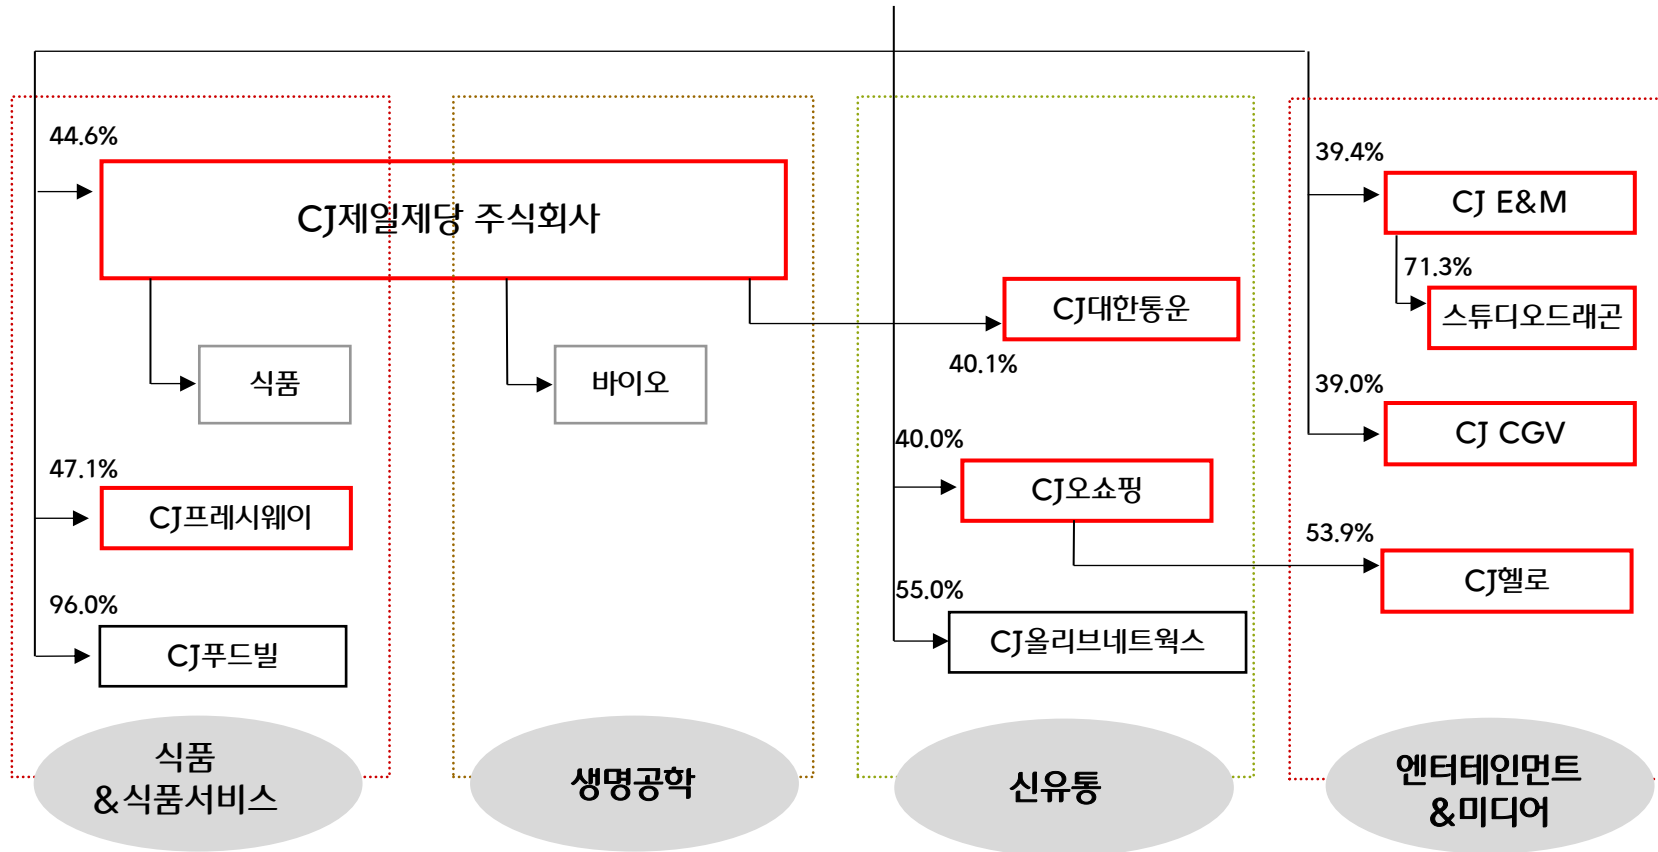 44.6%
CJ제일제당 주식회사
식품
바이오
47.1%
CJ프레시웨이
96.0%
CJ푸드빌
CJ대한통운
40.1%
40.0%
CJ오쇼핑
55.0%
CJ올리브네트웍스
39.4%
CJ E&M
71.3%
스튜디오드래곤
39.0%
CJ CGV
53.9%
CJ헬로
식품
&식품서비스
생명공학
신유통
엔터테인먼트
&미디어